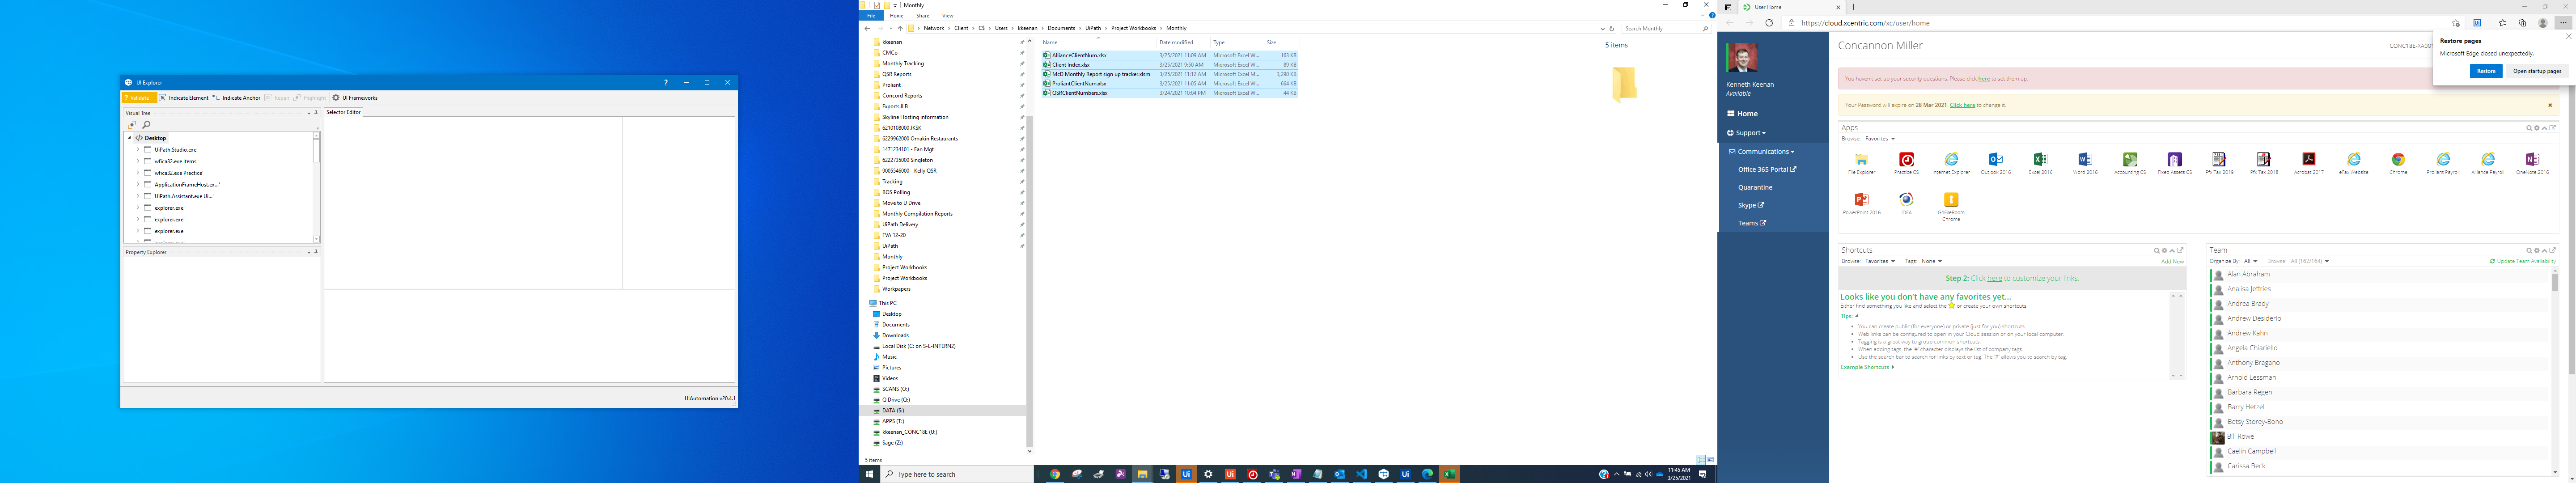 UI Explorer
Validate
Indicate Element
Indicate Anchor
Repair
Highlight
UI Frameworks
Visual Tree
Selector Editor
Desktop
'UiPath.Studio.exe'
'wfica32.exe Items'
'wfica32.exe Practice'
'ApplicationFrameHost.ex...'
'UiPath.Assistant.exe Ui...'
'explorer.exe'
'explorer.exe'
'explorer.exe'
Property Explorer
UIAutomation v20.4.1
Monthly
File Home Share View
Network > Client > C$ > Users > kkeenan > Documents > UiPath > Project Workbooks > Monthly
Search Monthly
kkeenan
CMCo
Monthly Tracking
QSR Reports
Proliant
Concord Reports
Exports JLB
Skyline Hosting information
6210108000 JKSK
6229962000 Omakin Restaurants
1471234101 - Fan Mgt
6222735000 Singleton
9005546000 - Kelly QSR
Tracking
BOS Polling
Move to U Drive
Monthly Compilation Reports
UiPath Delivery
FVA 12-20
UiPath
Monthly
Project Workbooks
Project Workbooks
Workpapers
This PC
Desktop
Documents
Downloads
Local Disk (C: on S-L-INTERN2)
Music
Pictures
Videos
SCANS (O:)
Q Drive (Q:)
DATA (S:)
APPS (T:)
kkeenan_CONC18E (U:)
Sage (Z:)
5 items
Name Date modified Type Size
AllianceClientNum.xlsx 3/25/2021 11:09 AM Microsoft Excel W... 163 KB
Client Index.xlsx 3/25/2021 9:50 AM Microsoft Excel W... 89 KB
McD Monthly Report sign up tracker.xlsm 3/25/2021 11:12 AM Microsoft Excel M... 3,290 KB
ProliantClientNum.xlsx 3/25/2021 11:05 AM Microsoft Excel W... 664 KB
QSRClientNumbers.xlsx 3/24/2021 10:04 PM Microsoft Excel W... 44 KB
5 items
Type here to search
11:45 AM
3/25/2021
User Home
https://cloud.xcentric.com/xc/user/home
Restore pages
Microsoft Edge closed unexpectedly.
Restore
Open startup pages
Kenneth Keenan
Available
Home
Support
Communications
Office 365 Portal
Quarantine
Skype
Teams
Concannon Miller
You haven't set up your security questions. Please click here to set them up.
Your Password will expire on 28 Mar 2021. Click here to change it.
Apps
Browse: Favorites
File Explorer
Practice CS
Internet Explorer
Outlook 2016
Excel 2016
Word 2016
Accounting CS
Fixed Assets CS
Pfx Tax 2019
Pfx Tax 2018
Acrobat 2017
eFax Website
Chrome
Proliant Payroll
Alliance Payroll
OneNote 2016
PowerPoint 2016
IDEA
GoFileRoom Chrome
Shortcuts
Browse: Favorites Tags: None
Add New
Step 2: Click here to customize your links.
Looks like you don't have any favorites yet...
Either find something you like and select the or create your own shortcuts.
Tips:
You can create public (for everyone) or private (just for you) shortcuts.
Web links can be configured to open in your Cloud session or on your local computer.
Tagging is a great way to group common shortcuts.
When adding tags, the '#' character displays the list of company tags.
Use the search bar to search for links by text or tag. The '#' allows you to search by tag.
Example Shortcuts
Team
Organize By: All Browse: All (162/164)
Update Team Availability
Alan Abraham
Analisa Jeffries
Andrea Brady
Andrew Desiderio
Andrew Kahn
Angela Chiariello
Anthony Bragano
Arnold Lessman
Barbara Regen
Barry Hetzel
Betsy Storey-Bono
Bill Rowe
Caelin Campbell
Carissa Beck